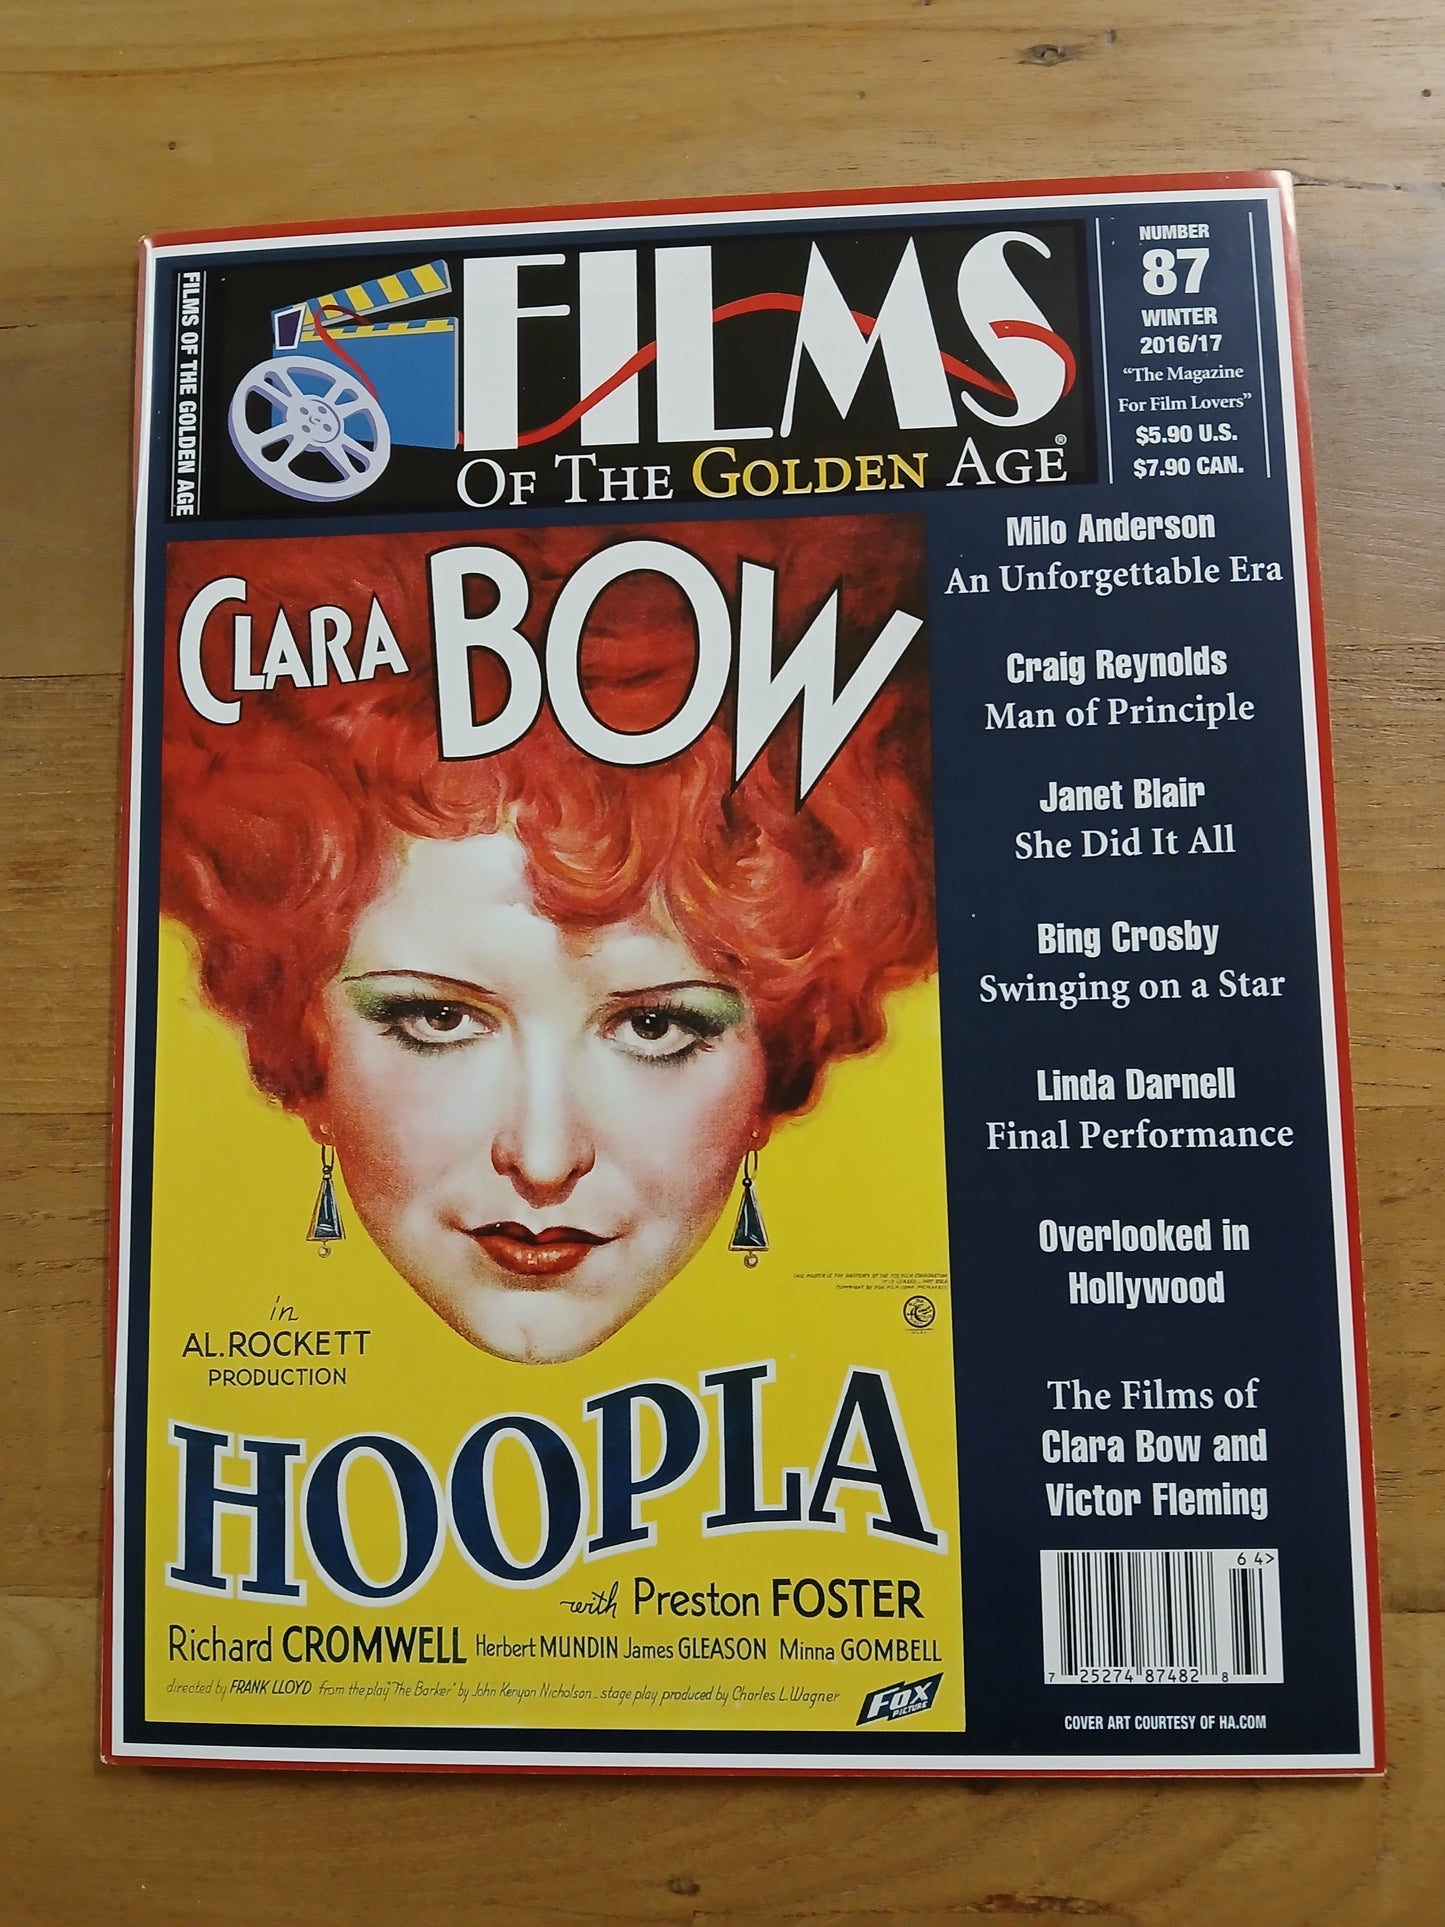 FILMS OF THE GOLDEN AGE
FILMS
OF THE GOLDEN AGE®
NUMBER
87
WINTER
2016/17
“The Magazine
For Film Lovers”
$5.90 U.S.
$7.90 CAN.
CLARA BOW
Milo Anderson
An Unforgettable Era
Craig Reynolds
Man of Principle
Janet Blair
She Did It All
Bing Crosby
Swinging on a Star
Linda Darnell
Final Performance
Overlooked in
Hollywood
The Films of
Clara Bow and
Victor Fleming
in
AL.ROCKETT
PRODUCTION
HOOPLA
with Preston FOSTER
Richard CROMWELL Herbert MUNDIN James GLEASON Minna GOMBELL
directed by FRANK LLOYD from the play "The Barker" by John Kenyon Nicholson_stage play produced by Charles L.Wagner
FOX
PICTURE
64>
7 25274 87482 8
COVER ART COURTESY OF HA.COM